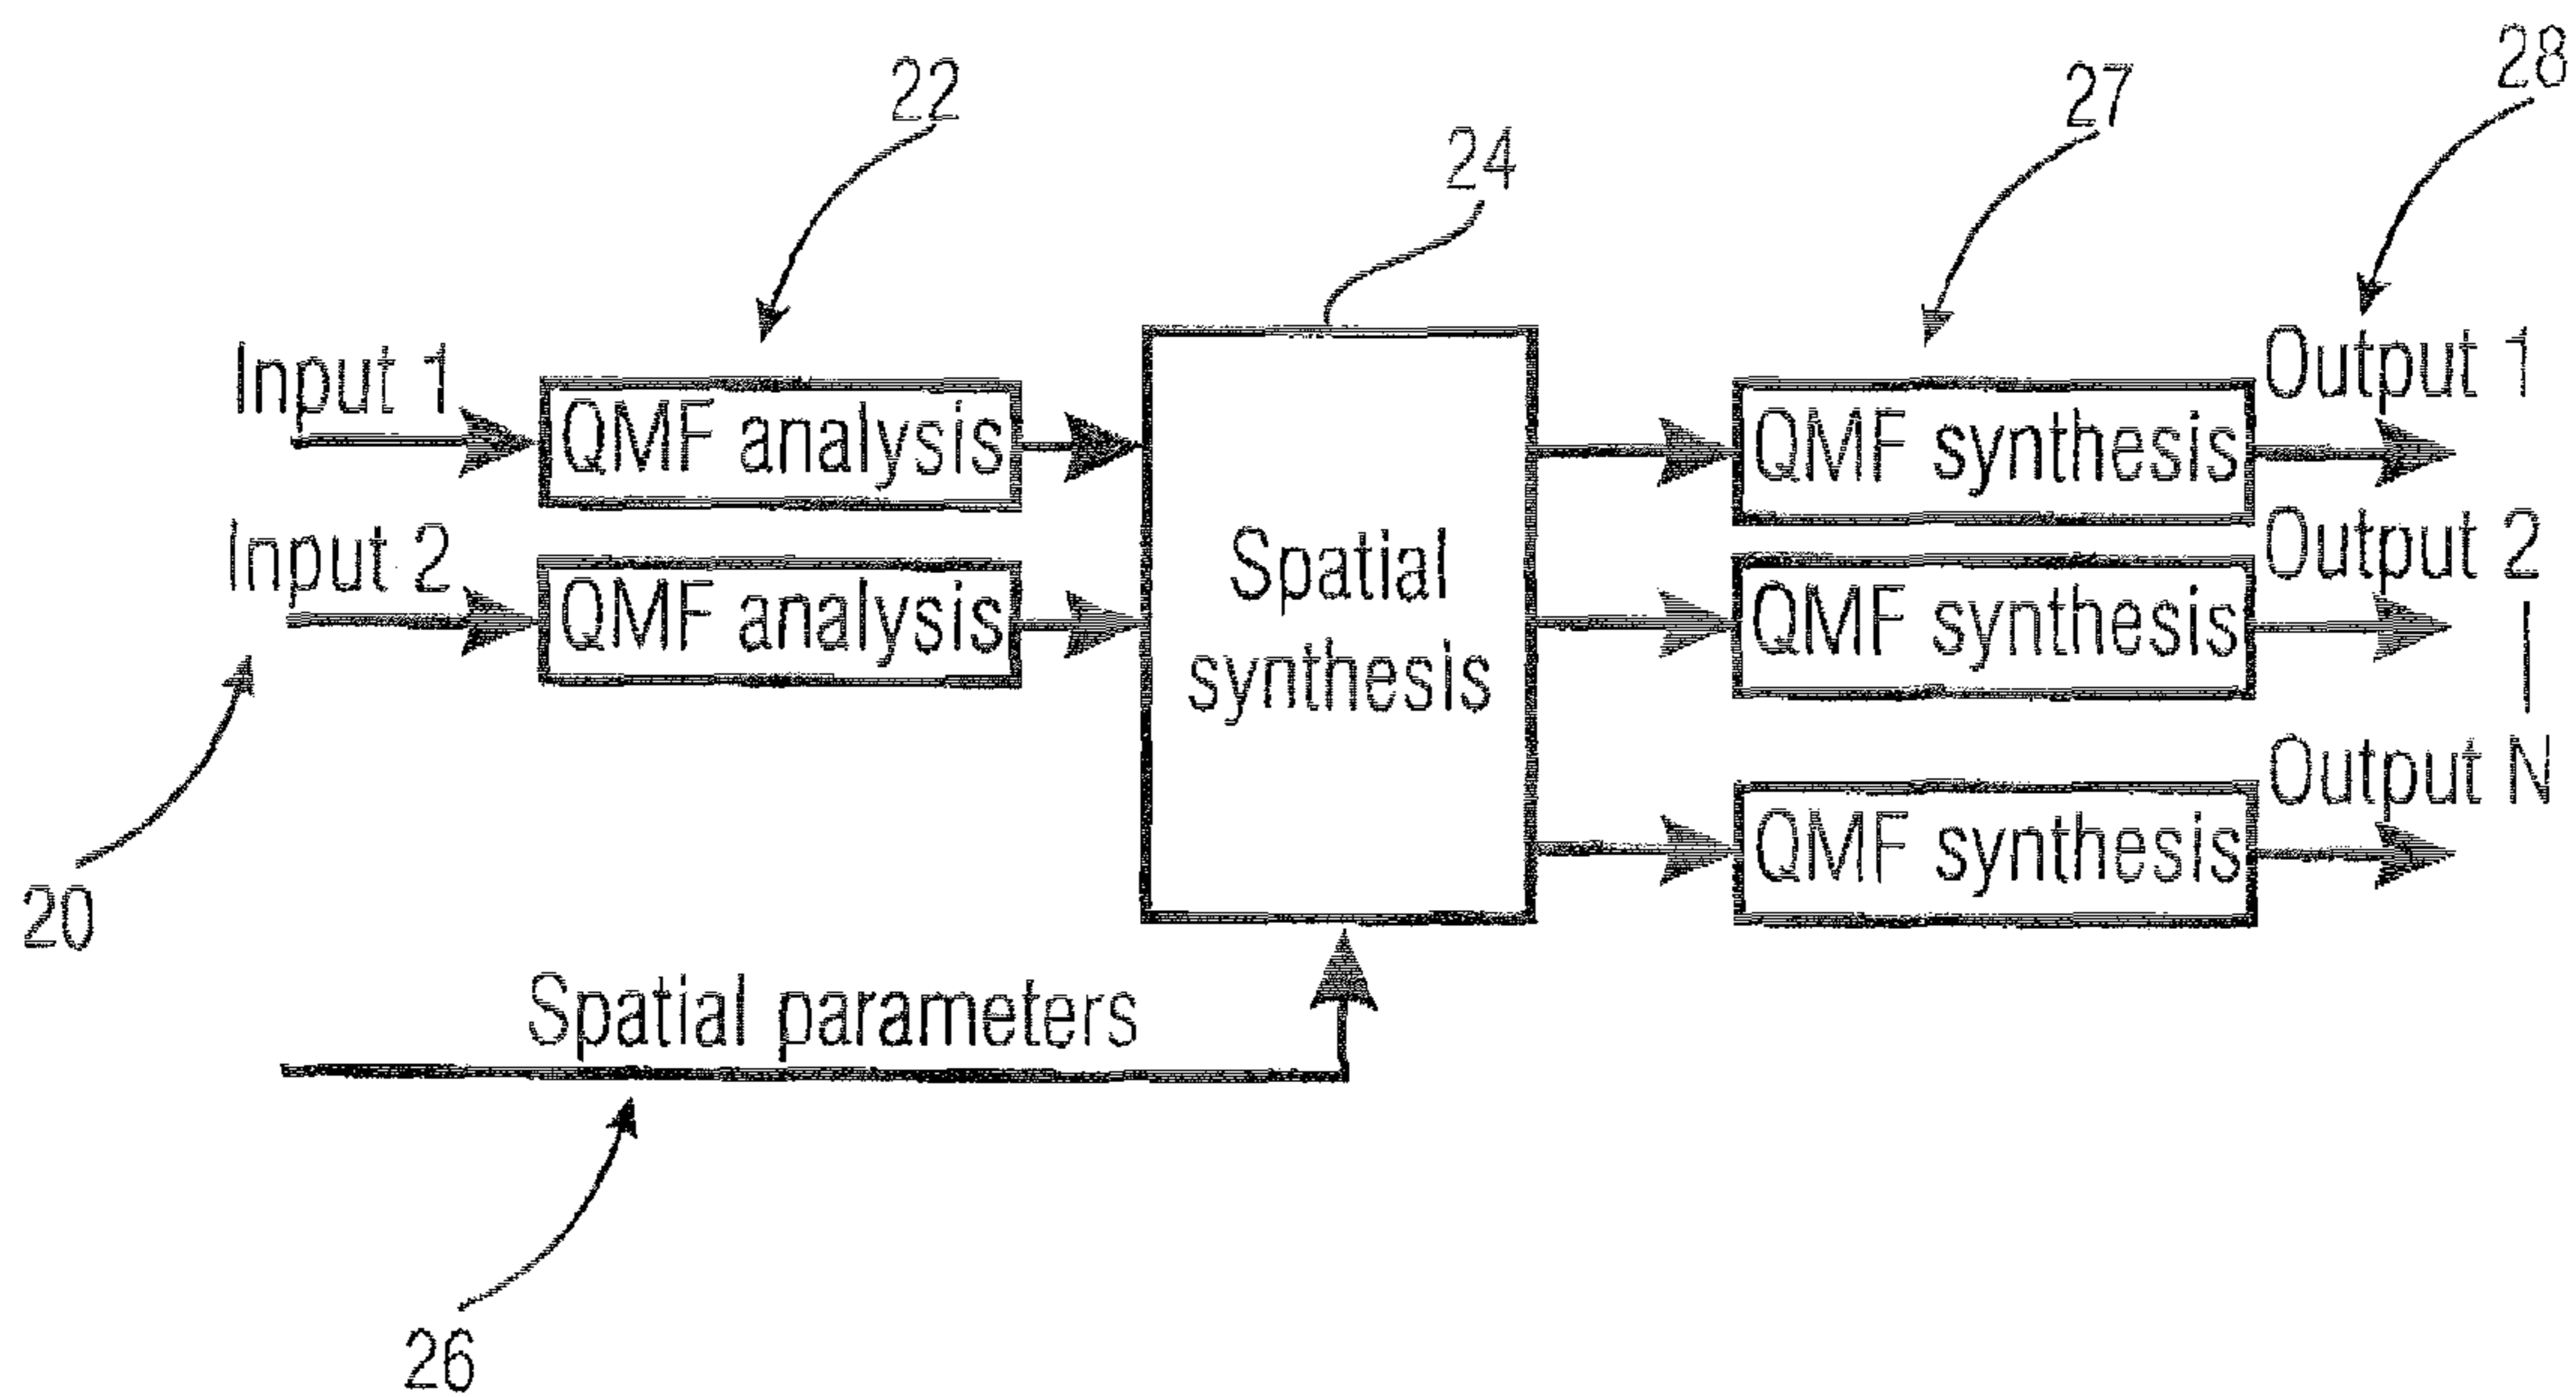 22
27
28
24
Input 1
QMF analysis
QMF synthesis
Output 1
Input 2
QMF analysis
Spatial
synthesis
QMF synthesis
Output 2
QMF synthesis
Output N
20
Spatial parameters
26